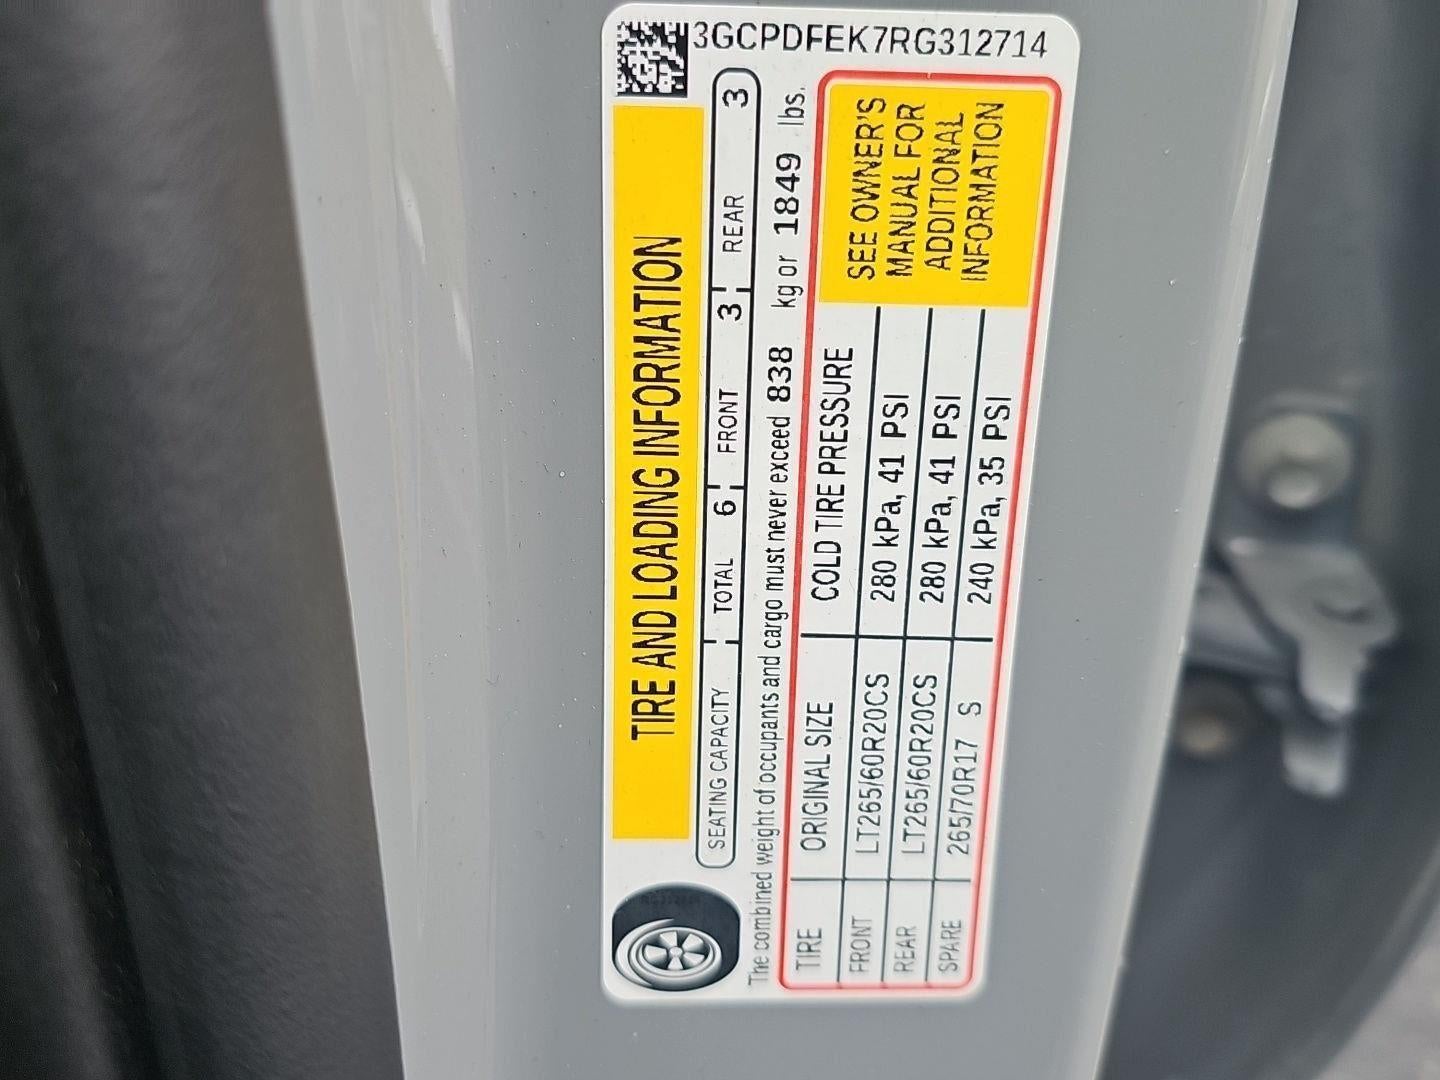 3GCPDFEK7RG312714
TIRE AND LOADING INFORMATION
SEATING CAPACITY TOTAL 6 FRONT 3 REAR 3
The combined weight of occupants and cargo must never exceed 838 kg or 1849 lbs.
TIRE ORIGINAL SIZE COLD TIRE PRESSURE
FRONT LT265/60R20CS 280 kPa, 41 PSI
REAR LT265/60R20CS 280 kPa, 41 PSI
SPARE 265/70R17 S 240 kPa, 35 PSI
SEE OWNER'S
MANUAL FOR
ADDITIONAL
INFORMATION